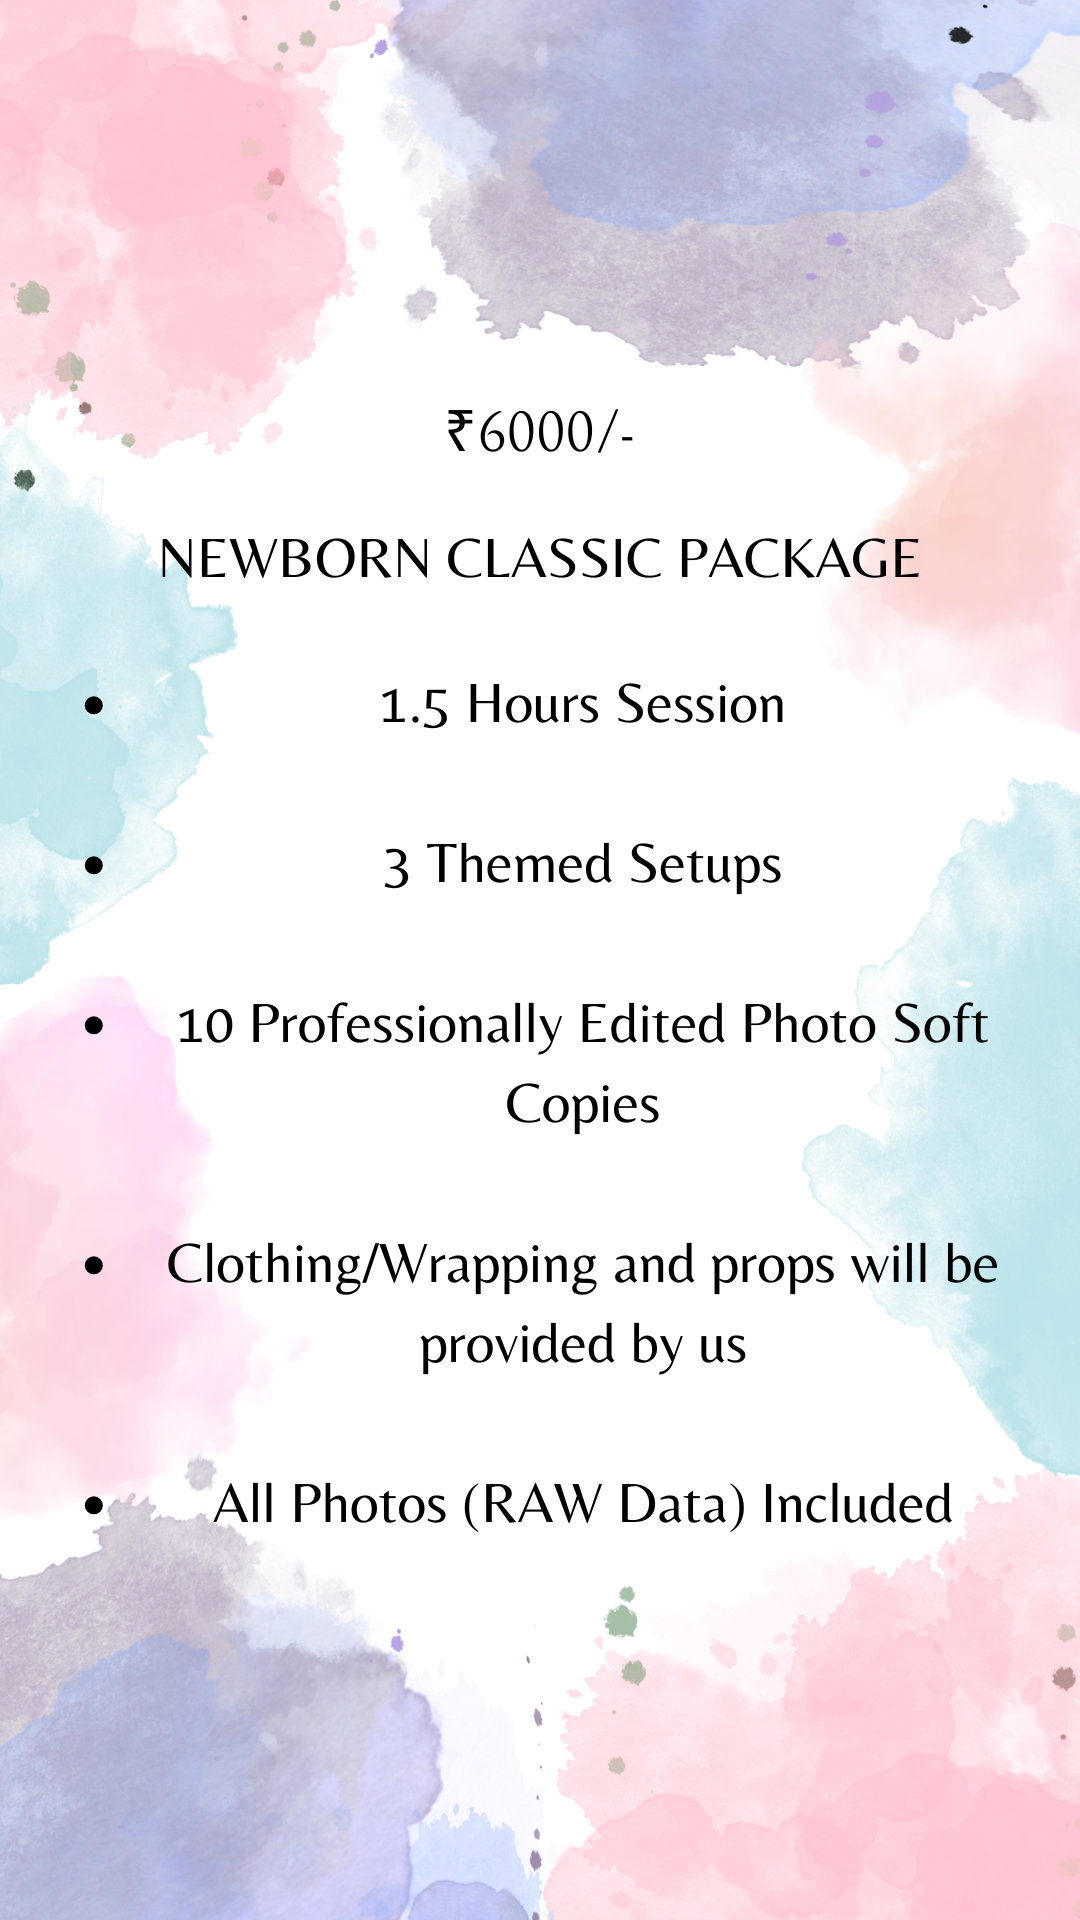 ₹6000/-
NEWBORN CLASSIC PACKAGE
• 1.5 Hours Session
• 3 Themed Setups
• 10 Professionally Edited Photo Soft
Copies
• Clothing/Wrapping and props will be
provided by us
• All Photos (RAW Data) Included